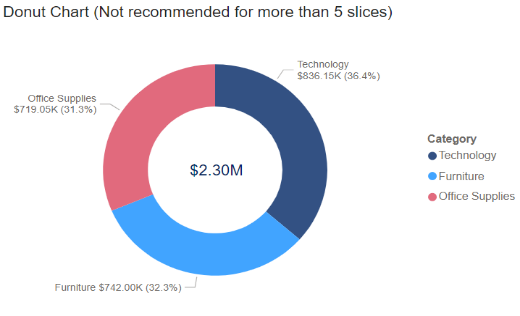 Donut Chart (Not recommended for more than 5 slices)
Technology
$836.15K (36.4%)
Office Supplies
$719.05K (31.3%)
$2.30M
Furniture $742.00K (32.3%)
Category
Technology
Furniture
Office Supplies